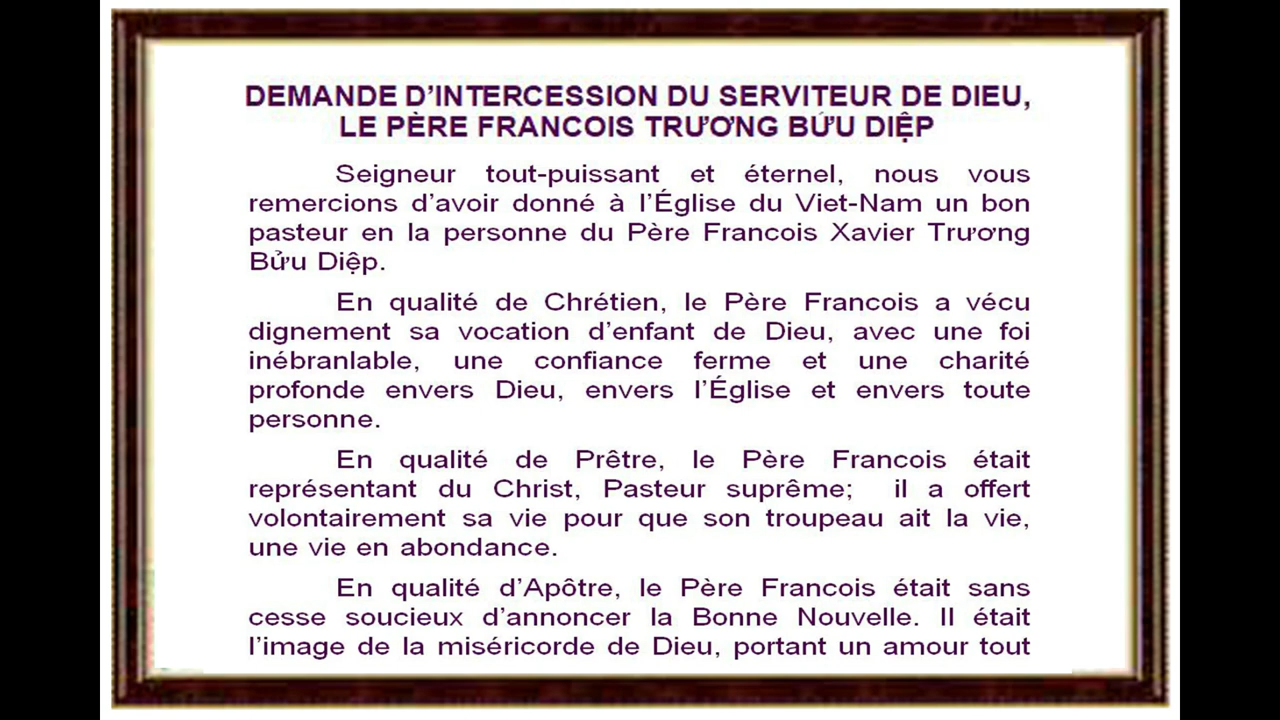 DEMANDE D'INTERCESSION DU SERVITEUR DE DIEU,
LE PÈRE FRANCOIS TRƯƠNG BỬU DIỆP
Seigneur tout-puissant et éternel, nous vous
remercions d'avoir donné à l'Église du Viet-Nam un bon
pasteur en la personne du Père Francois Xavier Trương
Bửu Diệp.
En qualité de Chrétien, le Père Francois a vécu
dignement sa vocation d'enfant de Dieu, avec une foi
inébranlable, une confiance ferme et une charité
profonde envers Dieu, envers l'Église et envers toute
personne.
En qualité de Prêtre, le Père Francois était
représentant du Christ, Pasteur suprême; il a offert
volontairement sa vie pour que son troupeau ait la vie,
une vie en abondance.
En qualité d'Apôtre, le Père Francois était sans
cesse soucieux d'annoncer la Bonne Nouvelle. Il était
l'image de la miséricorde de Dieu, portant un amour tout